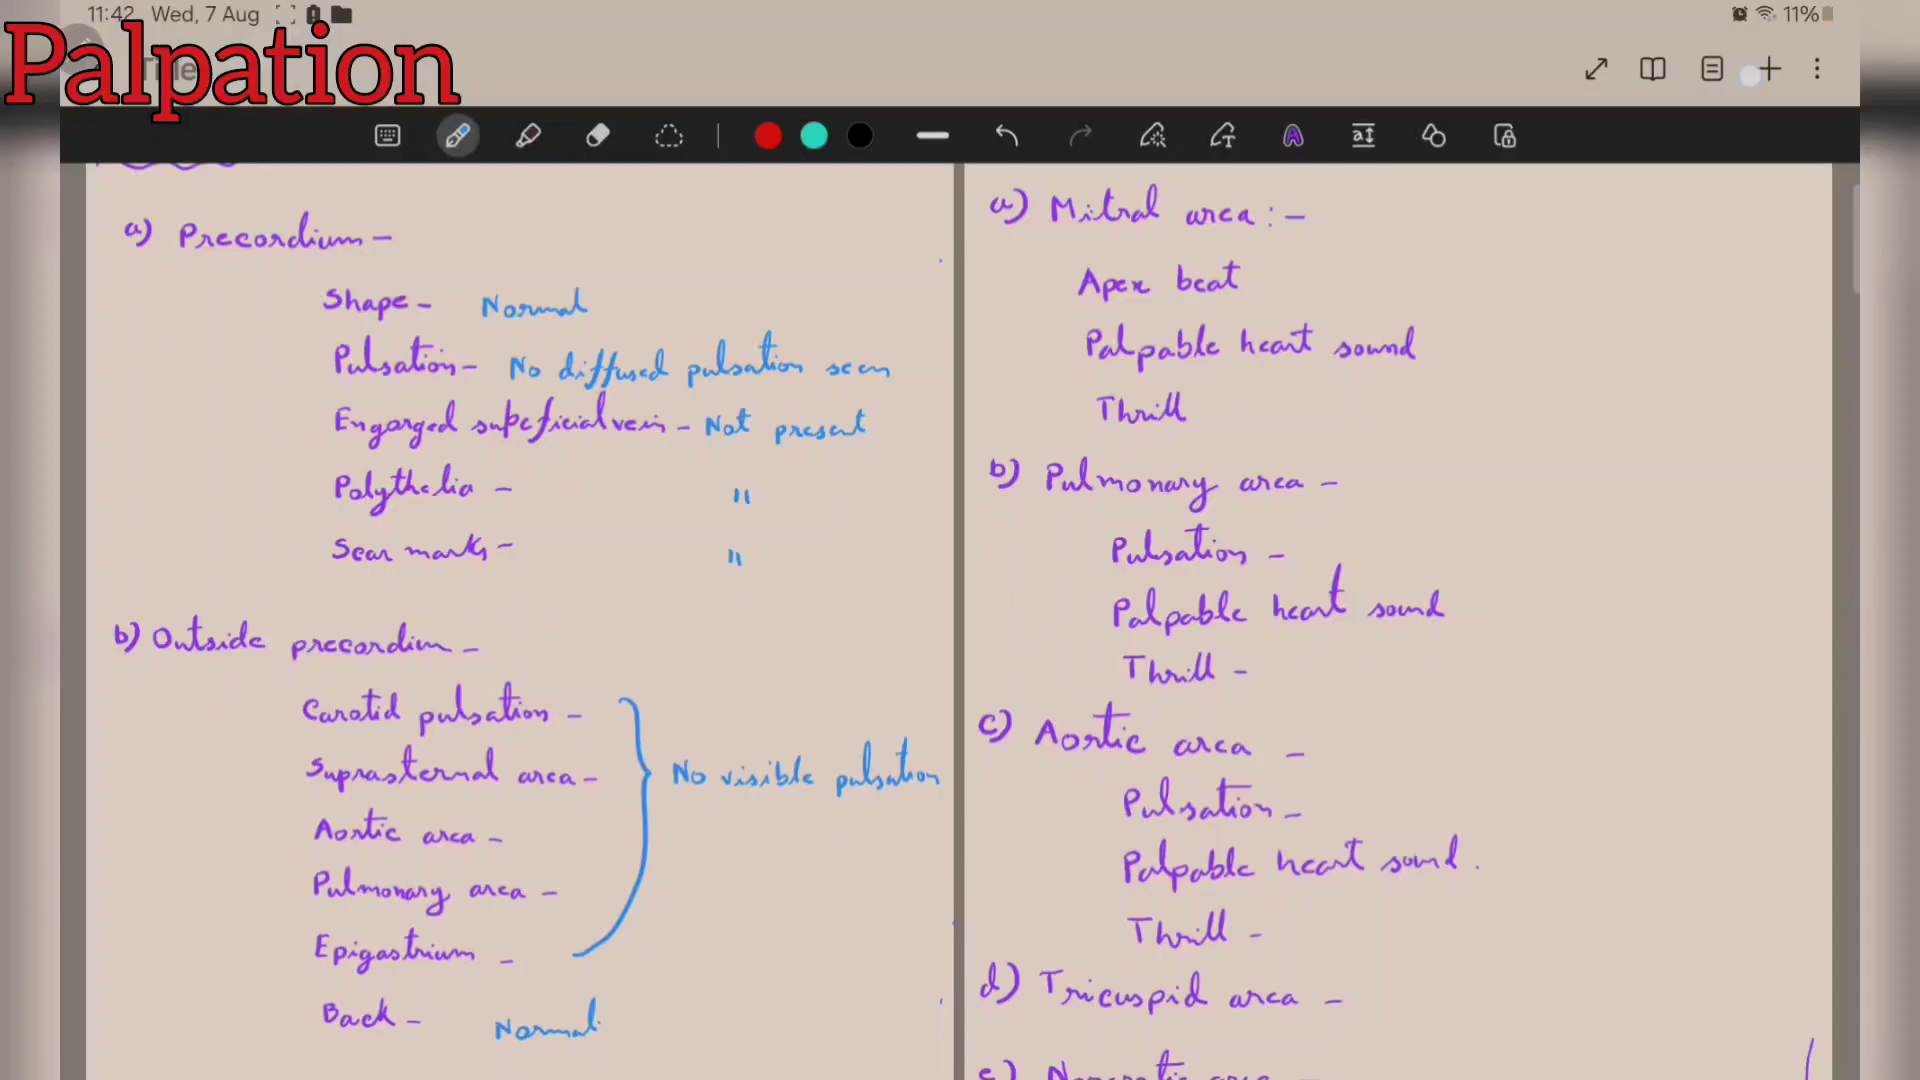 11:42 Wed, 7 Aug
11%
Palpation
Title
a) Precordium -
Shape - Normal
Pulsation - No diffused pulsation seen
Engorged supeficial vein - Not present
Polythelia - "
Scar marks - "
b) Outside precordium -
Carotid pulsation -
Suprasternal area -
Aortic area -
Pulmonary area -
Epigastrium -
No visible pulsation
Back - Normal
a) Mitral area :-
Apex beat
Palpable heart sound
Thrill
b) Pulmonary area -
Pulsation -
Palpable heart sound
Thrill -
c) Aortic area -
Pulsation -
Palpable heart sound .
Thrill -
d) Tricuspid area -